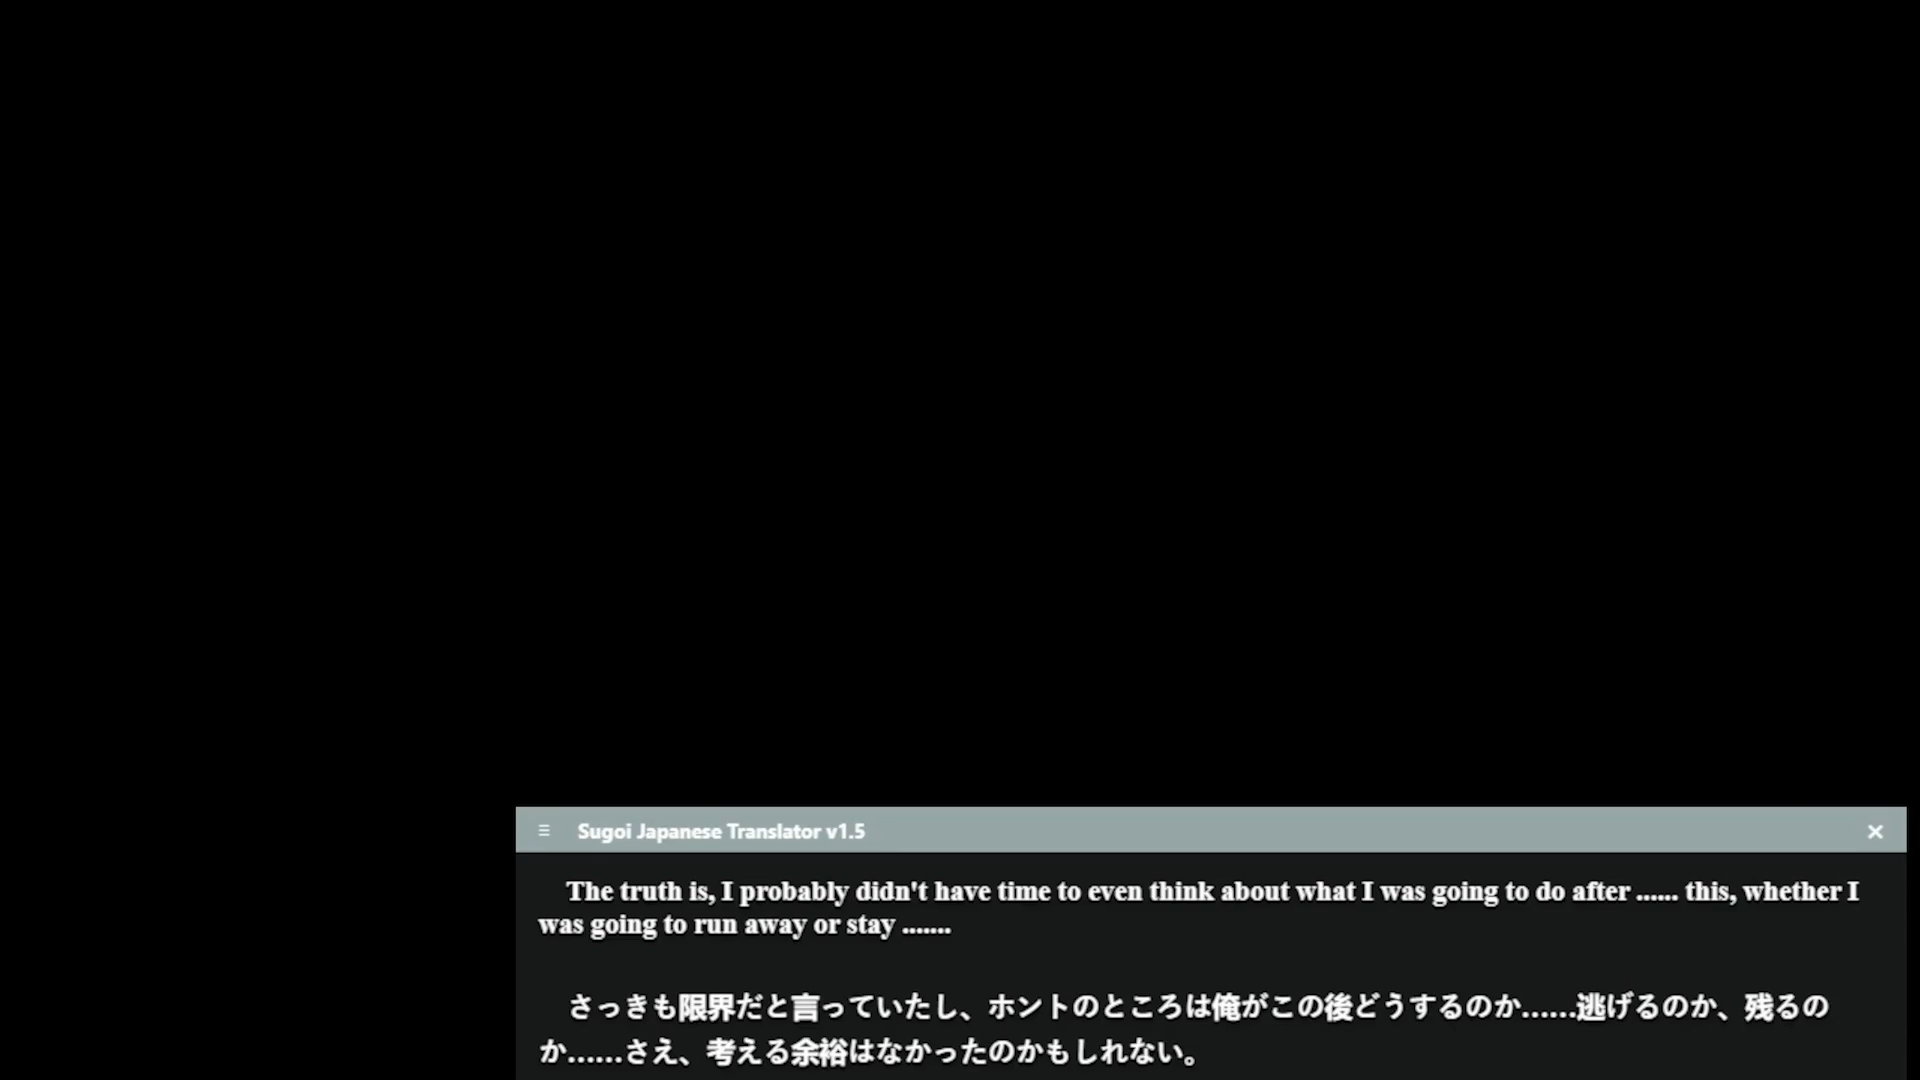 ☰ Sugoi Japanese Translator v1.5 ×
The truth is, I probably didn't have time to even think about what I was going to do after ...... this, whether I
was going to run away or stay .......
さっきも限界だと言っていたし、ホントのところは俺がこの後どうするのか……逃げるのか、残るの
か……さえ、考える余裕はなかったのかもしれない。